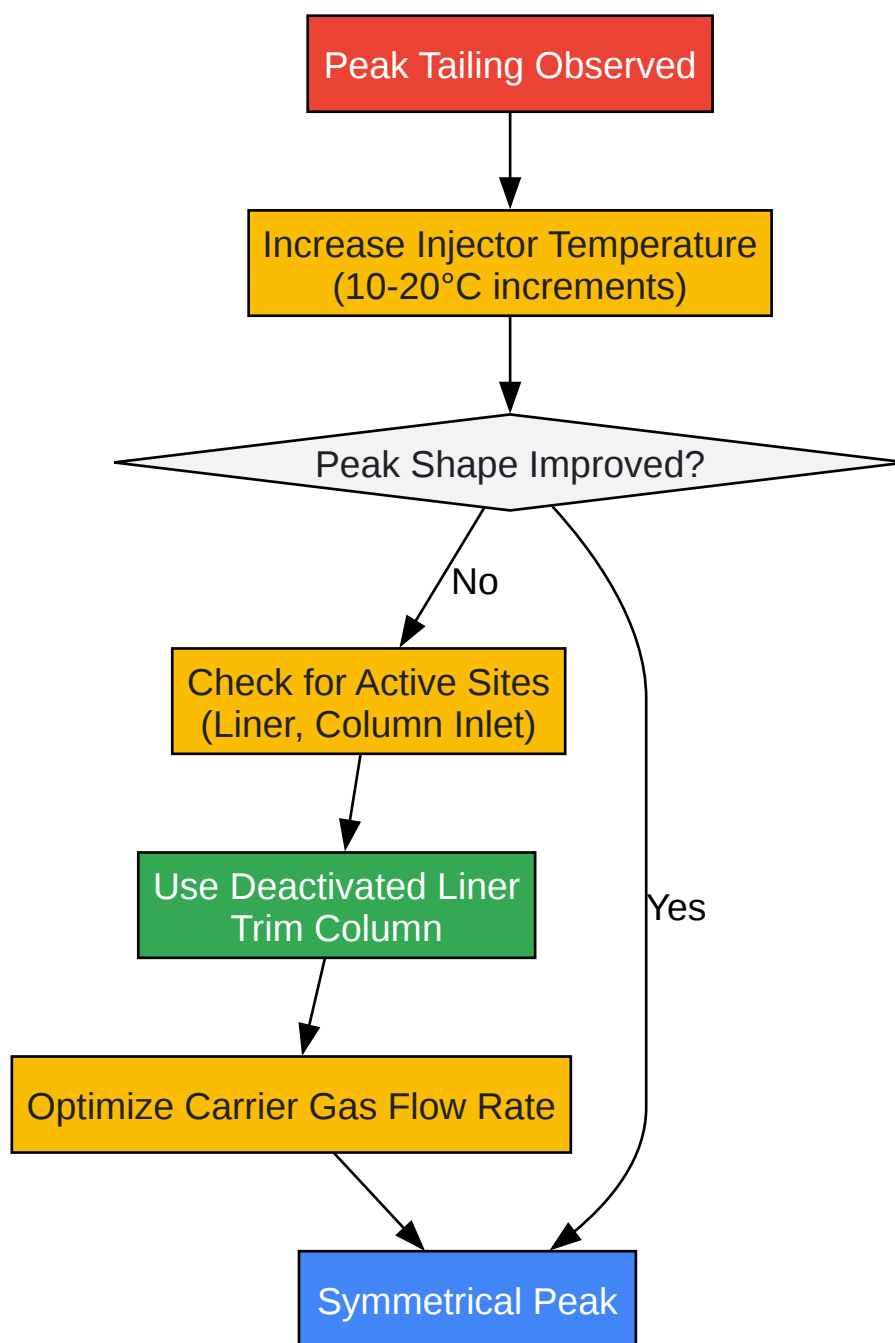 Peak Tailing Observed
Increase Injector Temperature
(10-20°C increments)
Peak Shape Improved?
No
Check for Active Sites
(Liner, Column Inlet)
Use Deactivated Liner
Trim Column
Yes
Optimize Carrier Gas Flow Rate
Symmetrical Peak